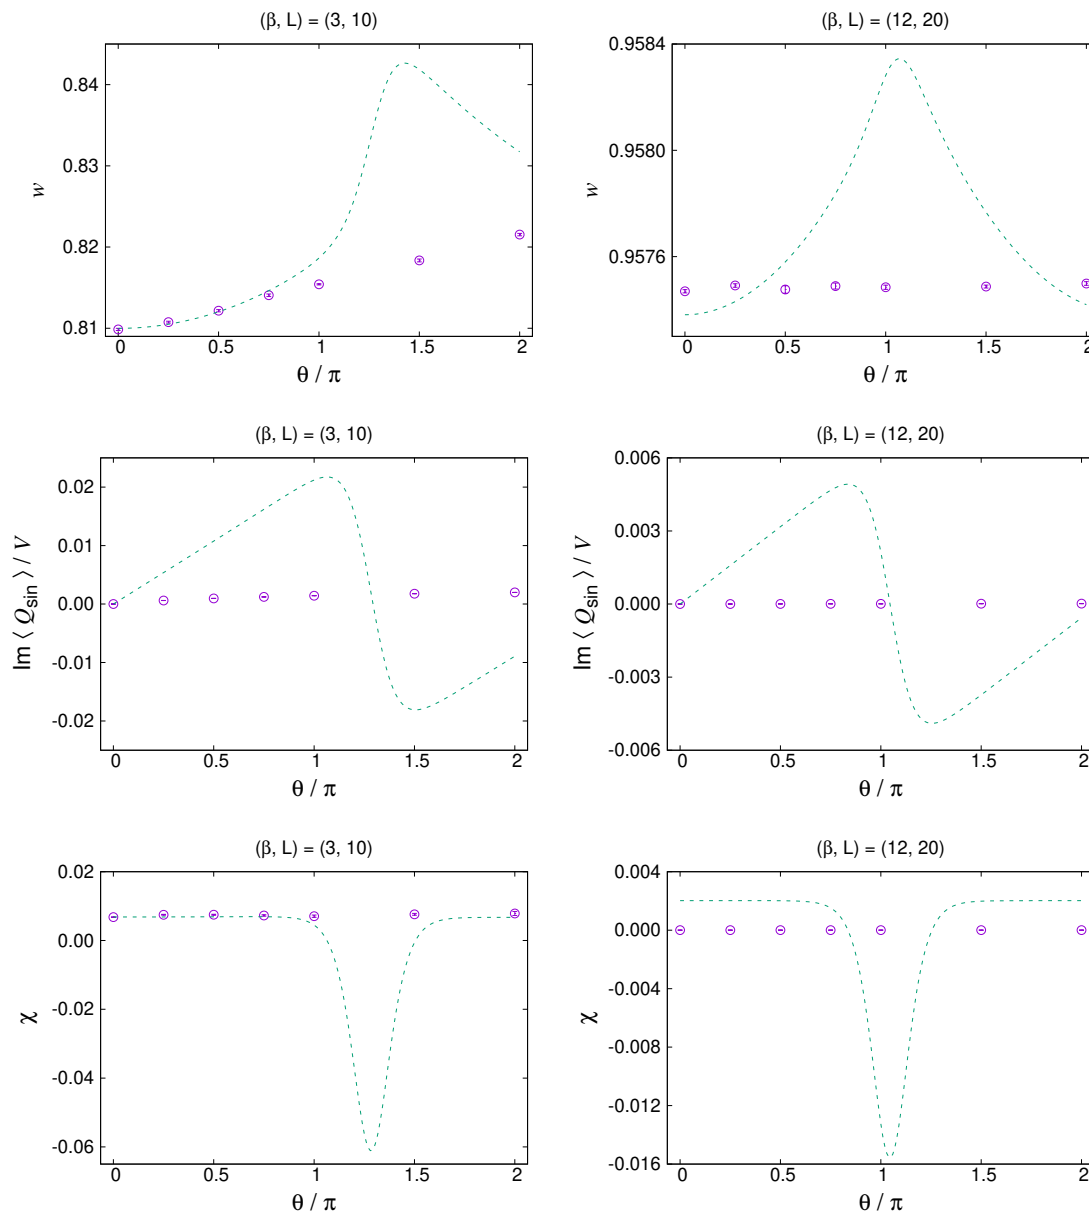 (β, L) = (3, 10)
0.84
0.83
0.82
0.81
w
0 0.5 1 1.5 2
θ / π
(β, L) = (12, 20)
0.9584
0.9580
0.9576
w
0 0.5 1 1.5 2
θ / π
(β, L) = (3, 10)
0.02
0.01
0.00
-0.01
-0.02
Im ⟨ Q_sin ⟩ / V
0 0.5 1 1.5 2
θ / π
(β, L) = (12, 20)
0.006
0.003
0.000
-0.003
-0.006
Im ⟨ Q_sin ⟩ / V
0 0.5 1 1.5 2
θ / π
(β, L) = (3, 10)
0.02
0.00
-0.02
-0.04
-0.06
χ
0 0.5 1 1.5 2
θ / π
(β, L) = (12, 20)
0.004
0.000
-0.004
-0.008
-0.012
-0.016
χ
0 0.5 1 1.5 2
θ / π